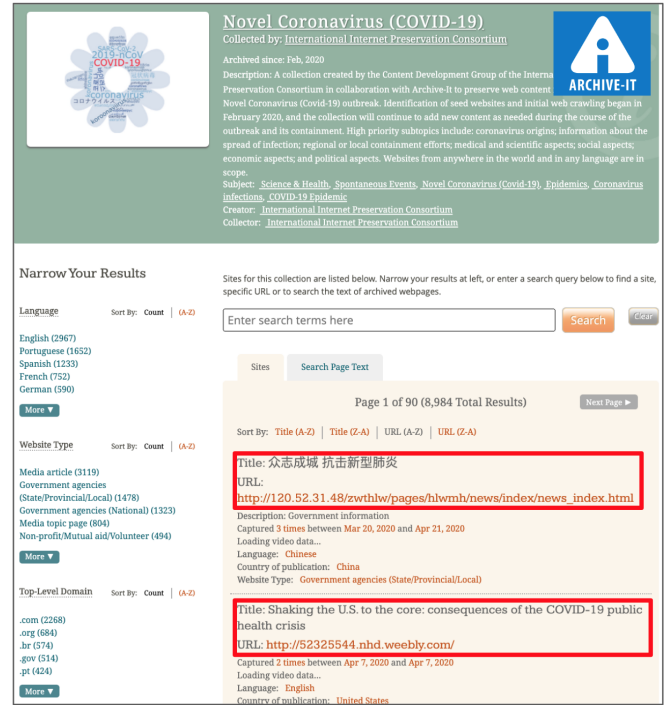 Novel Coronavirus (COVID-19)
Collected by: International Internet Preservation Consortium
Archived since: Feb, 2020
Description: A collection created by the Content Development Group of the Interna
Preservation Consortium in collaboration with Archive-It to preserve web content
Novel Coronavirus (Covid-19) outbreak. Identification of seed websites and initial web crawling began in
February 2020, and the collection will continue to add new content as needed during the course of the
outbreak and its containment. High priority subtopics include: coronavirus origins; information about the
spread of infection; regional or local containment efforts; medical and scientific aspects; social aspects;
economic aspects; and political aspects. Websites from anywhere in the world and in any language are in
scope.
Subject: Science & Health, Spontaneous Events, Novel Coronavirus (Covid-19), Epidemics, Coronavirus
infections, COVID-19 Epidemic
Creator: International Internet Preservation Consortium
Collector: International Internet Preservation Consortium
ARCHIVE-IT
SARS-CoV-2
2019-nCoV
COVID-19
coronavirus
コロナウイルス
Narrow Your Results
Language Sort By: Count | (A-Z)
English (2967)
Portuguese (1652)
Spanish (1233)
French (752)
German (590)
More ▼
Website Type Sort By: Count | (A-Z)
Media article (3119)
Government agencies
(State/Provincial/Local) (1478)
Government agencies (National) (1323)
Media topic page (804)
Non-profit/Mutual aid/Volunteer (494)
More ▼
Top-Level Domain Sort By: Count | (A-Z)
.com (2268)
.org (684)
.br (574)
.gov (514)
.pt (424)
More ▼
Sites for this collection are listed below. Narrow your results at left, or enter a search query below to find a site,
specific URL or to search the text of archived webpages.
Enter search terms here
Search
Clear
Sites Search Page Text
Page 1 of 90 (8,984 Total Results)
Next Page ►
Sort By: Title (A-Z) | Title (Z-A) | URL (A-Z) | URL (Z-A)
Title: 众志成城 抗击新型肺炎
URL:
http://120.52.31.48/zwthlw/pages/hlwmh/news/index/news_index.html
Description: Government information
Captured 3 times between Mar 20, 2020 and Apr 21, 2020
Loading video data...
Language: Chinese
Country of publication: China
Website Type: Government agencies (State/Provincial/Local)
Title: Shaking the U.S. to the core: consequences of the COVID-19 public
health crisis
URL: http://52325544.nhd.weebly.com/
Captured 2 times between Apr 7, 2020 and Apr 7, 2020
Loading video data...
Language: English
Country of publication: United States